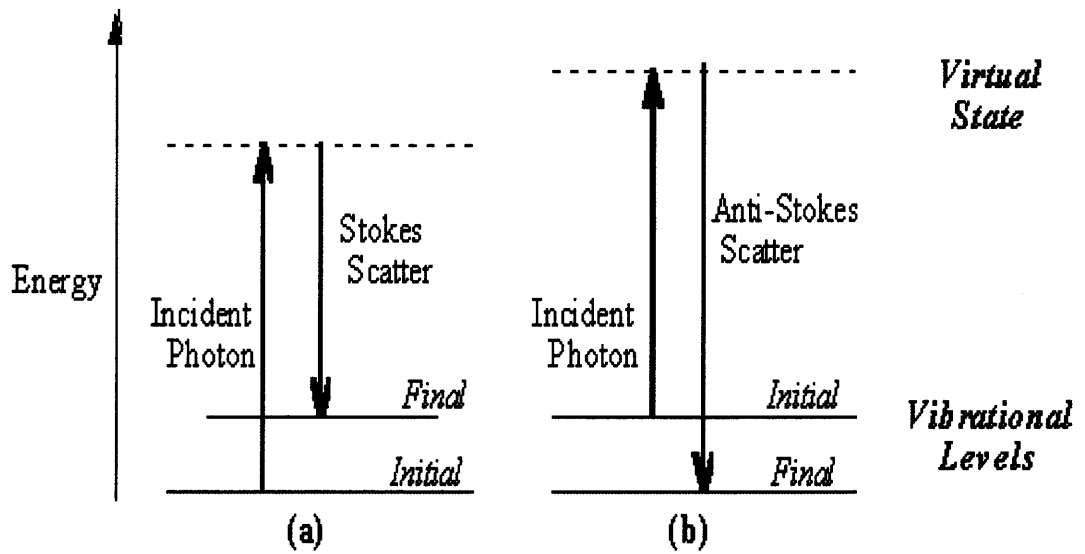 Virtual
State
Stokes
Scatter
Anti-Stokes
Scatter
Energy
Incident
Photon
Incident
Photon
Final
Initial
Vibrational
Levels
Initial
Final
(a)
(b)